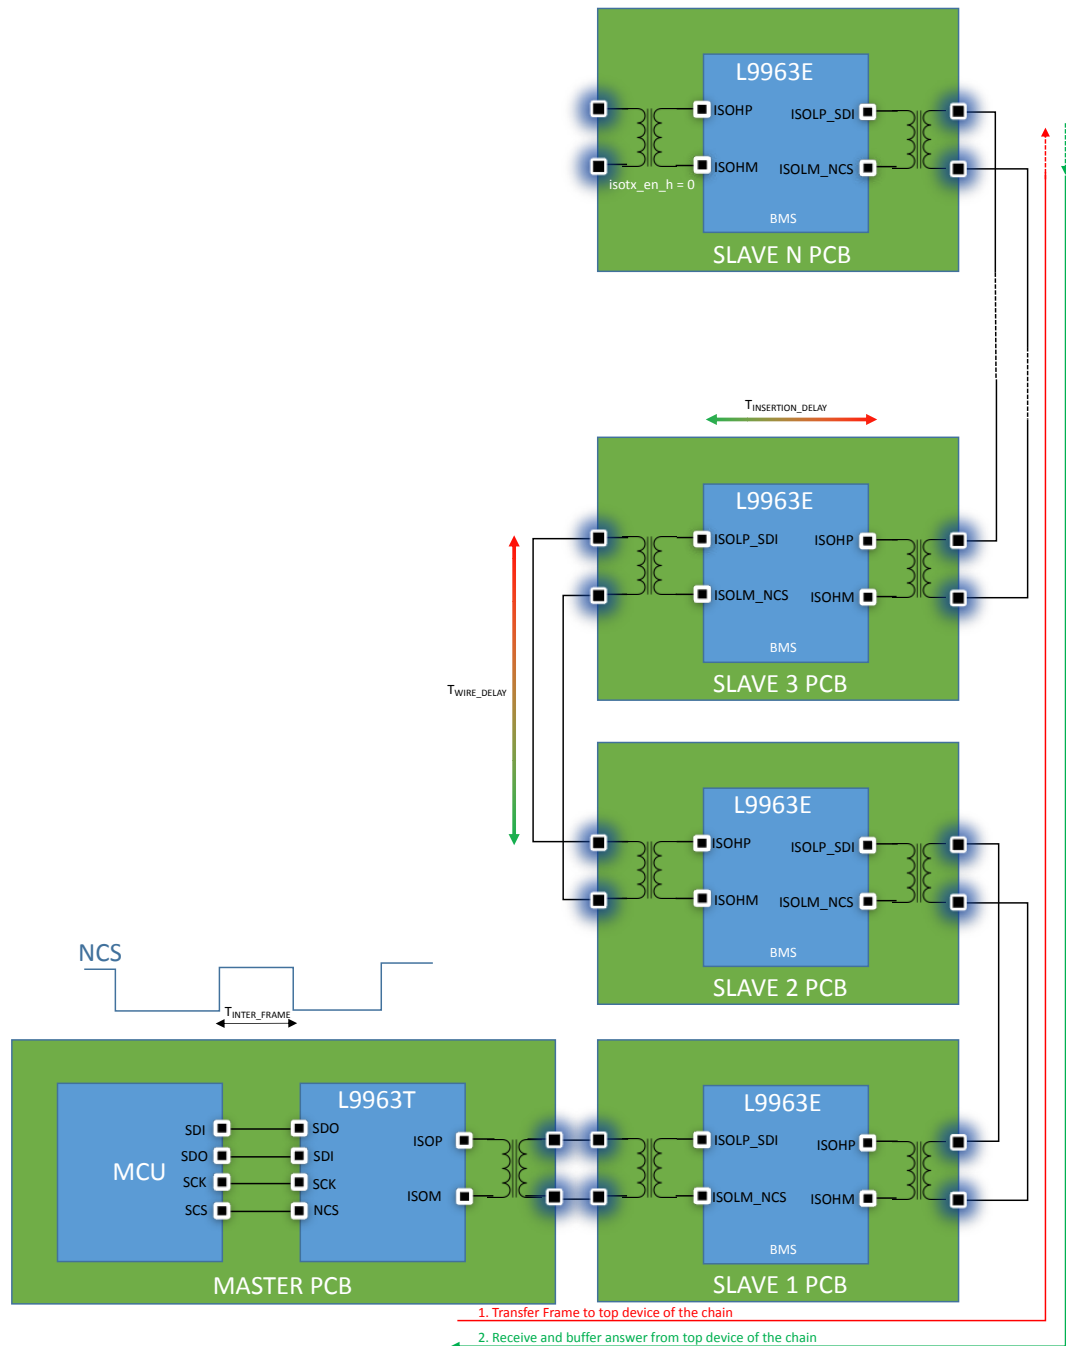 L9963E
ISOHP
ISOLP_SDI
ISOHM
ISOLM_NCS
isotx_en_h = 0
BMS
SLAVE N PCB
TINSERTION_DELAY
L9963E
ISOLP_SDI
ISOHP
ISOLM_NCS
ISOHM
BMS
SLAVE 3 PCB
TWIRE_DELAY
L9963E
ISOHP
ISOLP_SDI
ISOHM
ISOLM_NCS
BMS
SLAVE 2 PCB
NCS
TINTER_FRAME
MCU
SDI
SDO
SCK
SCS
L9963T
SDO
SDI
SCK
NCS
ISOP
ISOM
MASTER PCB
L9963E
ISOLP_SDI
ISOHP
ISOLM_NCS
ISOHM
BMS
SLAVE 1 PCB
1. Transfer Frame to top device of the chain
2. Receive and buffer answer from top device of the chain